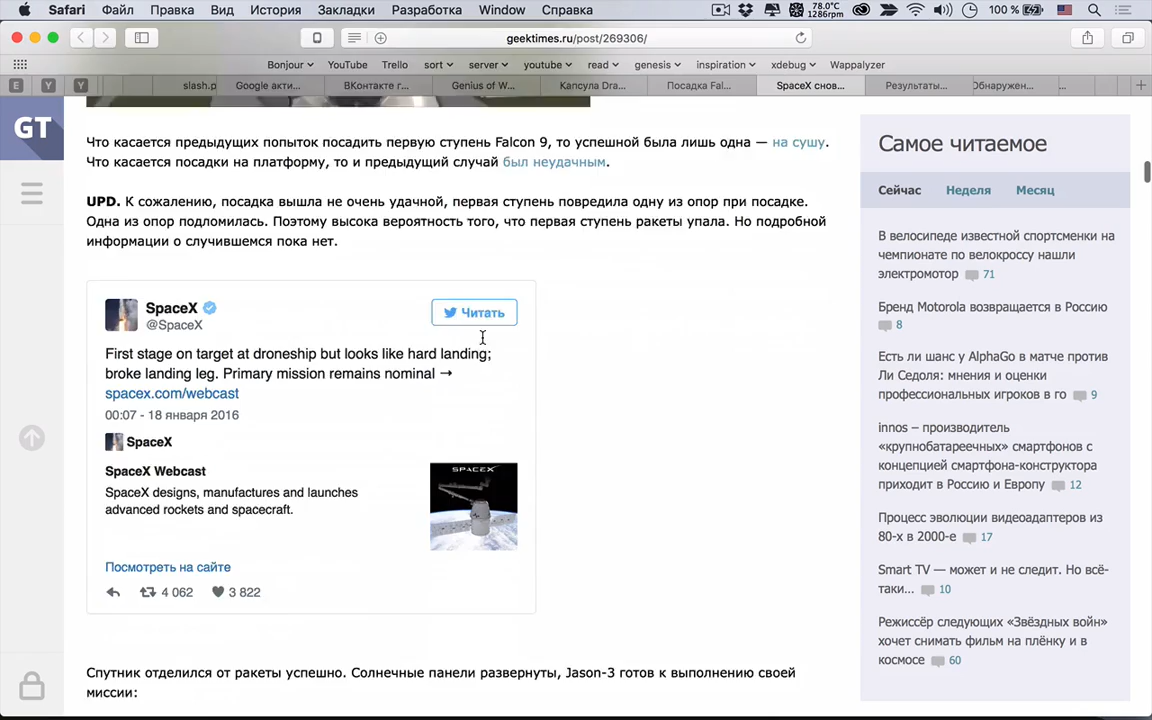 Safari Файл Правка Вид История Закладки Разработка Window Справка 78.0°C 1286rpm 100 %
geektimes.ru/post/269306/
Bonjour YouTube Trello sort server youtube read genesis inspiration xdebug Wappalyzer
E Y Y slash.p Google акти... ВКонтакте г... Genius of W... Капсула Dra... Посадка Fal... SpaceX снов... Результаты... Обнаружен... ...
GT
Что касается предыдущих попыток посадить первую ступень Falcon 9, то успешной была лишь одна — на сушу.
Что касается посадки на платформу, то и предыдущий случай был неудачным.
UPD. К сожалению, посадка вышла не очень удачной, первая ступень повредила одну из опор при посадке.
Одна из опор подломилась. Поэтому высока вероятность того, что первая ступень ракеты упала. Но подробной
информации о случившемся пока нет.
SpaceX
@SpaceX
Читать
First stage on target at droneship but looks like hard landing;
broke landing leg. Primary mission remains nominal →
spacex.com/webcast
00:07 - 18 января 2016
SpaceX
SpaceX Webcast
SpaceX designs, manufactures and launches
advanced rockets and spacecraft.
SPACEX
Посмотреть на сайте
4 062 3 822
Спутник отделился от ракеты успешно. Солнечные панели развернуты, Jason-3 готов к выполнению своей
миссии:
Самое читаемое
Сейчас Неделя Месяц
В велосипеде известной спортсменки на
чемпионате по велокроссу нашли
электромотор 71
Бренд Motorola возвращается в Россию
8
Есть ли шанс у AlphaGo в матче против
Ли Седоля: мнения и оценки
профессиональных игроков в го 9
innos – производитель
«крупнобатареечных» смартфонов с
концепцией смартфона-конструктора
приходит в Россию и Европу 12
Процесс эволюции видеоадаптеров из
80-х в 2000-е 17
Smart TV — может и не следит. Но всё-
таки... 10
Режиссёр следующих «Звёздных войн»
хочет снимать фильм на плёнку и в
космосе 60